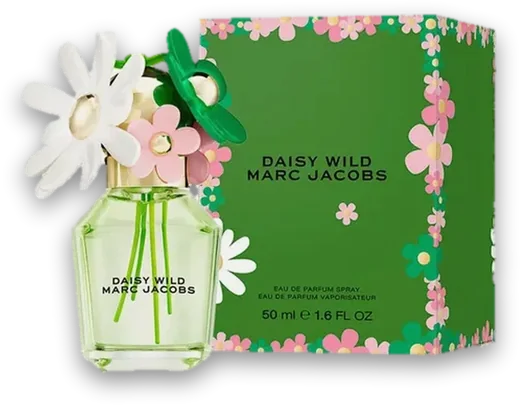 DAISY WILD
MARC JACOBS
EAU DE PARFUM SPRAY
EAU DE PARFUM VAPORISATEUR
50 ml ℮ 1.6 FL OZ
DAISY WILD
MARC JACOBS